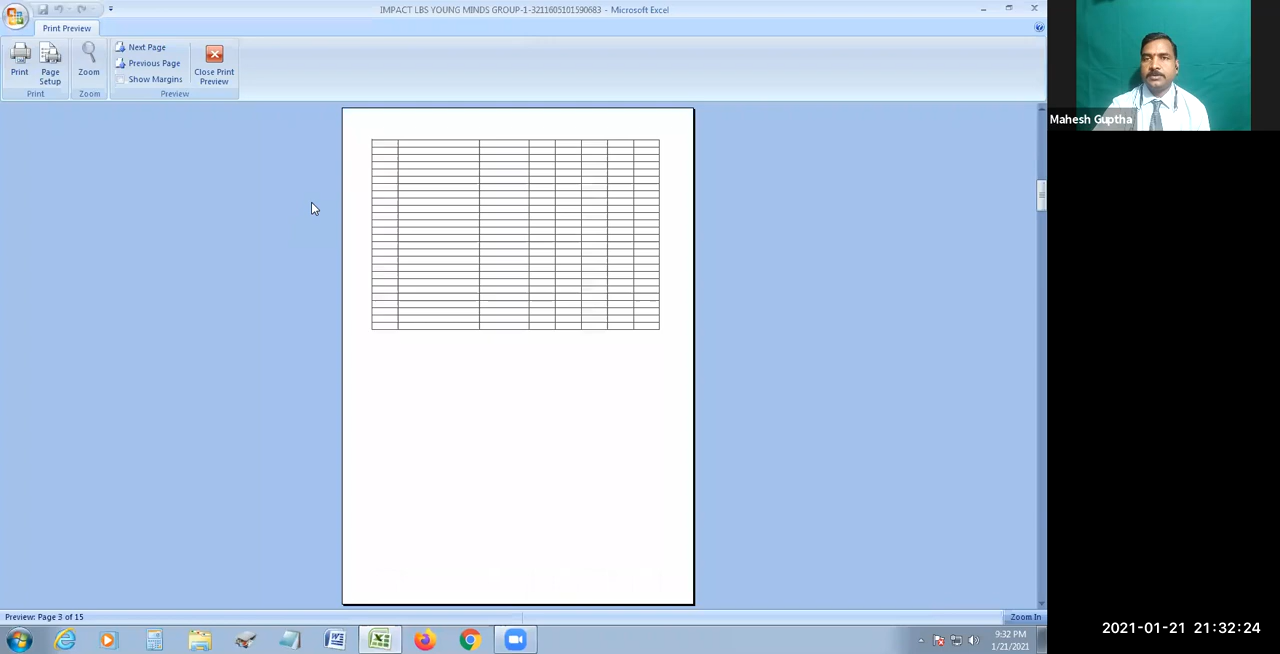 IMPACT LBS YOUNG MINDS GROUP-1-3211605101590683 - Microsoft Excel
Print Preview
Print
Page Setup
Zoom
Next Page
Previous Page
Show Margins
Close Print Preview
Print
Zoom
Preview
Mahesh Guptha
Preview: Page 3 of 15
Zoom In
9:32 PM
1/21/2021
2021-01-21 21:32:24